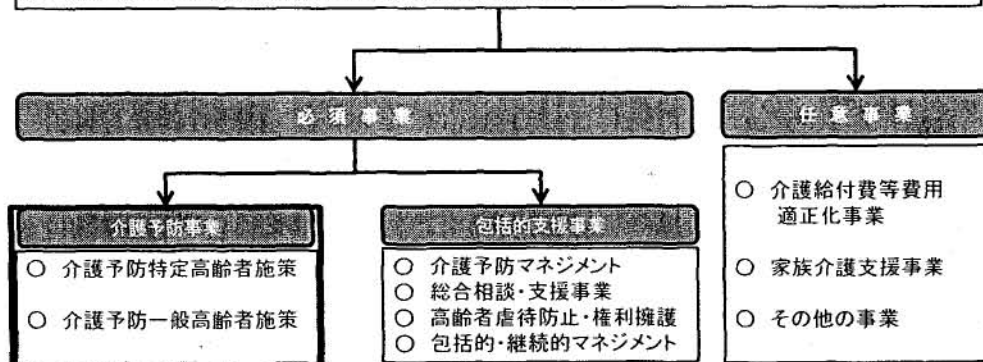 必須事業
任意事業
介護予防事業
○ 介護予防特定高齢者施策
○ 介護予防一般高齢者施策
包括的支援事業
○ 介護予防マネジメント
○ 総合相談・支援事業
○ 高齢者虐待防止・権利擁護
○ 包括的・継続的マネジメント
○ 介護給付費等費用
適正化事業
○ 家族介護支援事業
○ その他の事業